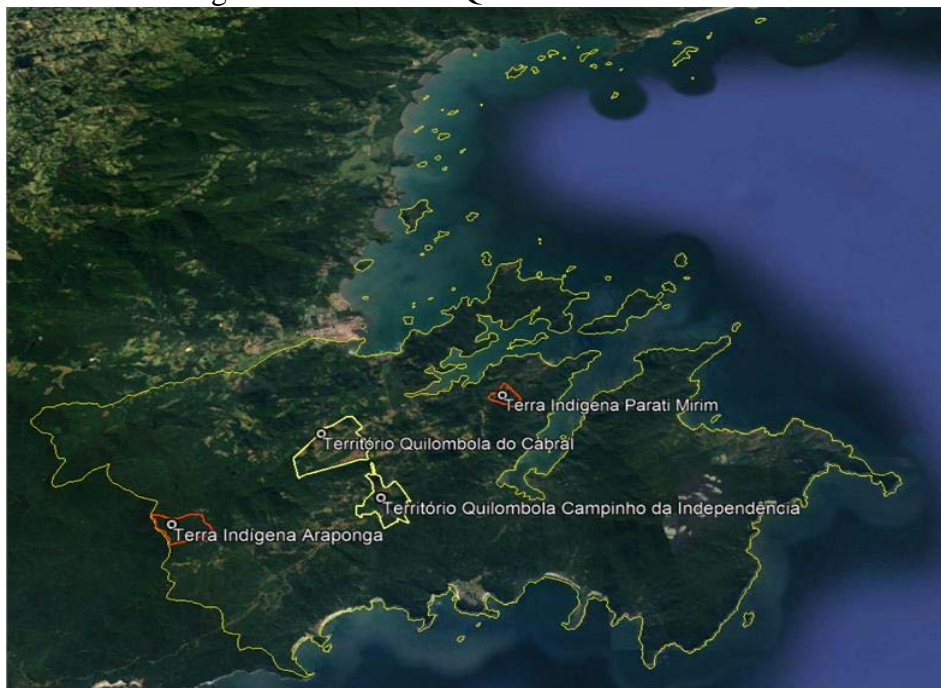 Terra Indígena Parati Mirim
Território Quilombola do Cabral
Território Quilombola Campinho da Independência
Terra Indígena Araponga